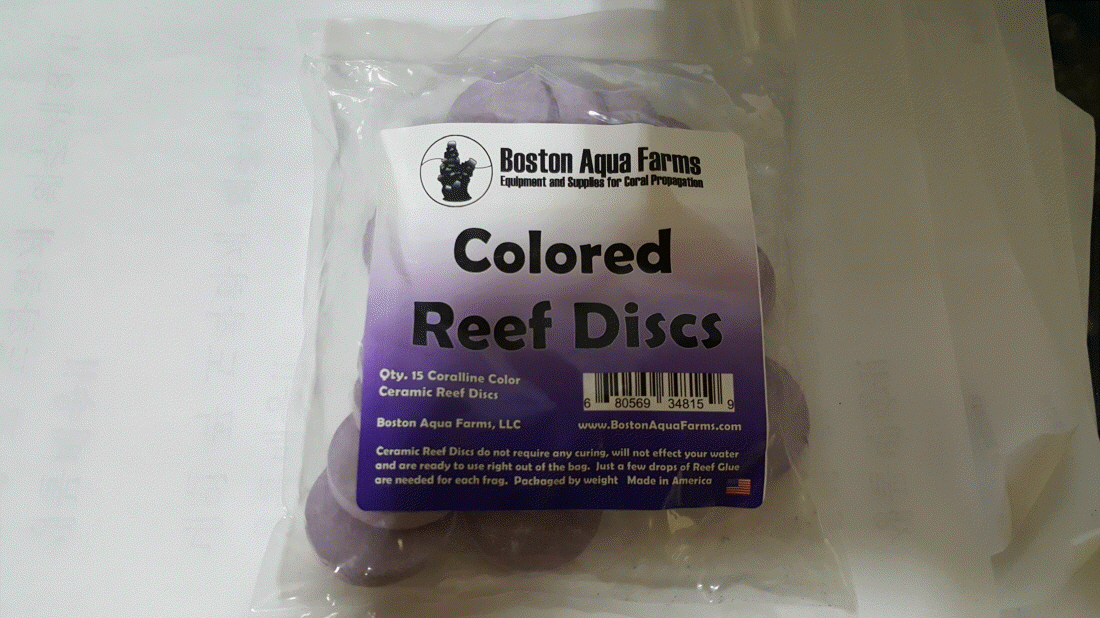 Boston Aqua Farms
Equipment and Supplies for Coral Propagation
Colored
Reef Discs
Qty. 15 Coralline Color
Ceramic Reef Discs
6 80569 34815 9
Boston Aqua Farms, LLC
www.BostonAquaFarms.com
Ceramic Reef Discs do not require any curing, will not effect your water
and are ready to use right out of the bag. Just a few drops of Reef Glue
are needed for each frag. Packaged by weight Made in America